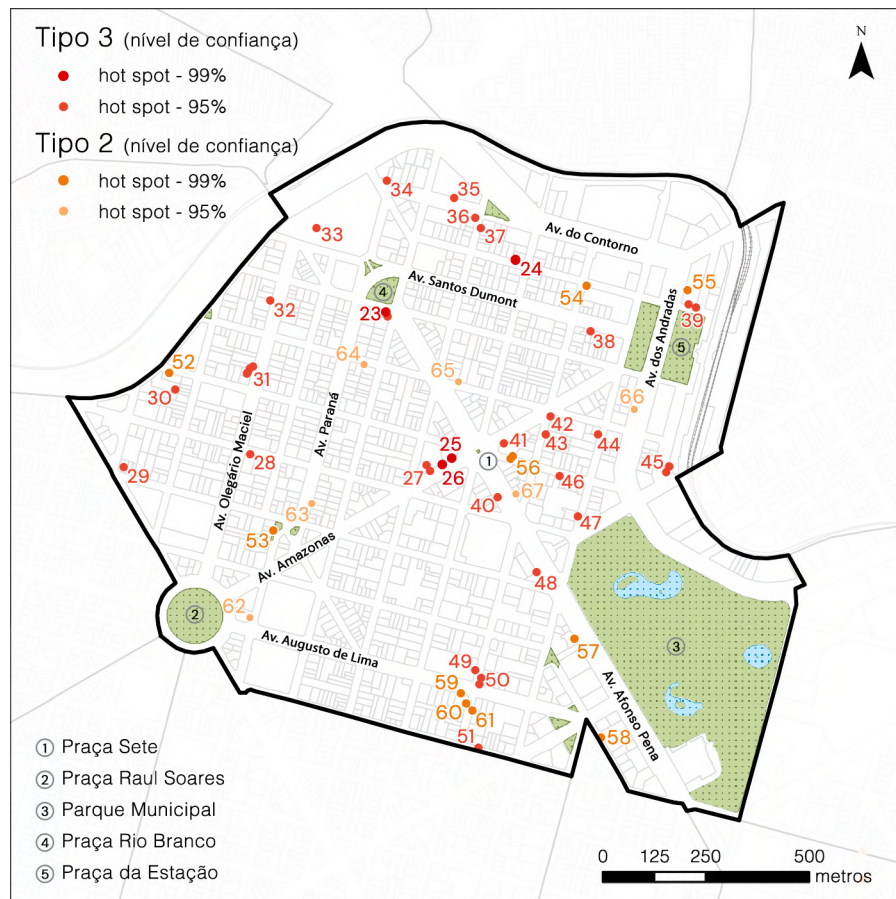 Tipo 3 (nível de confiança)
hot spot - 99%
hot spot - 95%
Tipo 2 (nível de confiança)
hot spot - 99%
hot spot - 95%
N
34
35
36
37
33
Av. do Contorno
24
4
Av. Santos Dumont
54
55
32
23
39
38
5
Av. dos Andradas
64
65
52
31
30
66
Av. Paraná
42
41
43
44
25
Av. Olegário Maciel
28
1
56
45
29
27
26
46
67
63
40
47
53
Av. Amazonas
48
62
2
Av. Augusto de Lima
57
3
49
50
59
60
61
Av. Afonso Pena
51
58
1 Praça Sete
2 Praça Raul Soares
3 Parque Municipal
4 Praça Rio Branco
5 Praça da Estação
0 125 250 500
metros